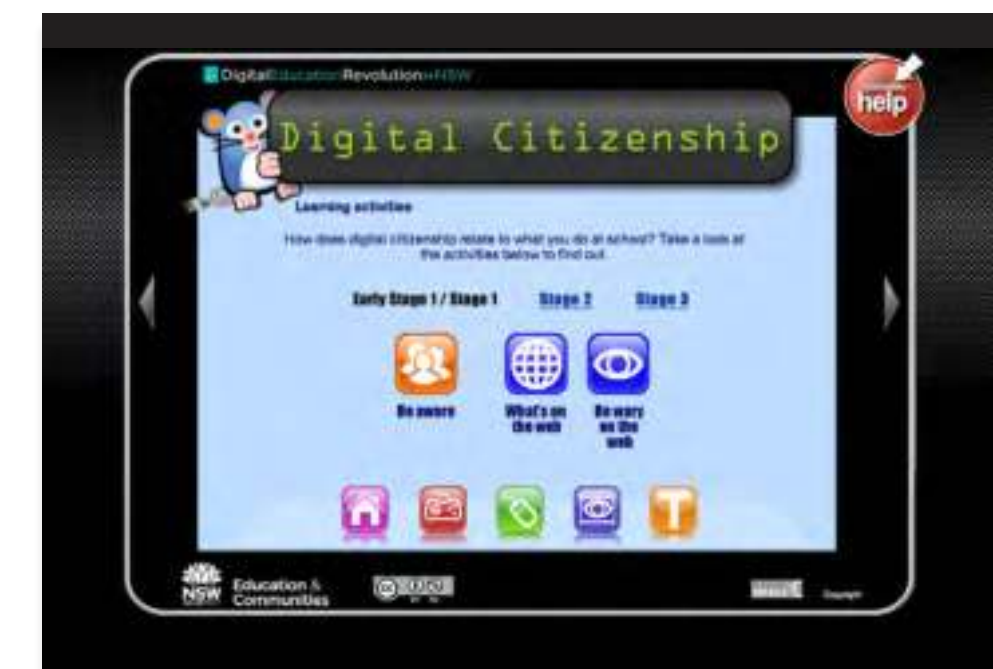 DigitalEducationRevolution-NSW
help
Digital Citizenship
Learning activities
How does digital citizenship relate to what you do at school? Take a look at
the activities below to find out.
Early Stage 1 / Stage 1 Stage 2 Stage 3
Be aware
What's on
the web
Be wary
on the
web
T
NSW
Education &
Communities
cc
Copyright